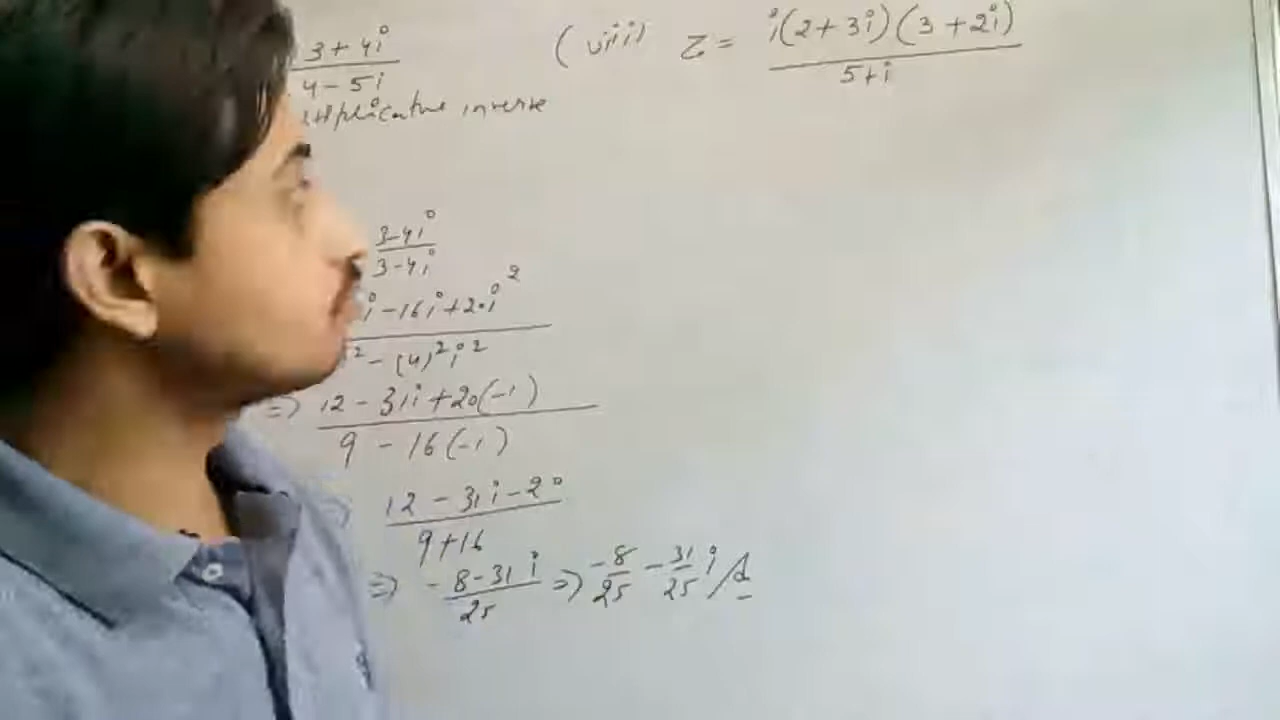 3+4i
4-5i
(viii) z = i(2+3i)(3+2i)
5+i
inverse
3-4i
3-4i
i -16i +20i²
² - (4)²i²
=> 12 - 31i + 20(-1)
9 - 16(-1)
=> 12 - 31i - 20
9+16
=> -8-31i => -8/25 - 31/25 i
25